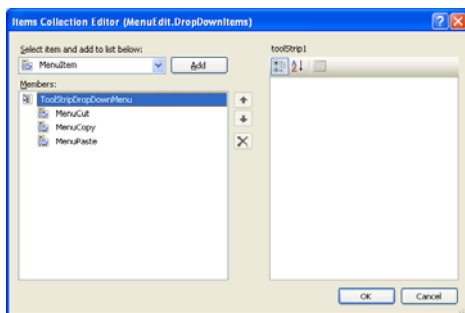 Items Collection Editor (MenuEdit.DropDownItems)
Select item and add to list below:
toolStrip1
MenuItem
Add
Members:
ToolStripDropDownMenu
MenuCut
MenuCopy
MenuPaste
OK
Cancel